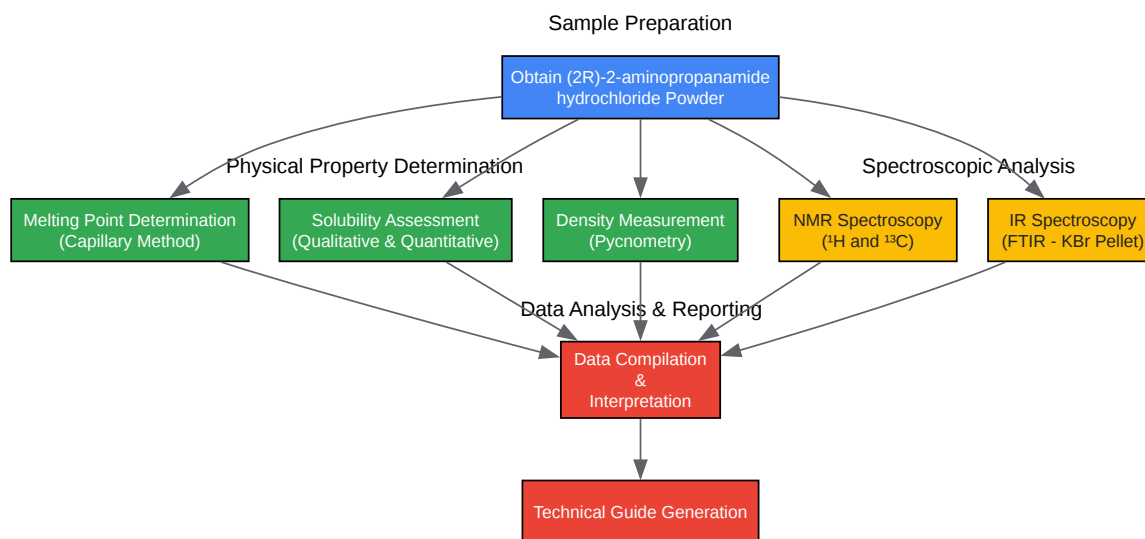 Sample Preparation
Obtain (2R)-2-aminopropanamide
hydrochloride Powder
Physical Property Determination
Spectroscopic Analysis
Melting Point Determination
(Capillary Method)
Solubility Assessment
(Qualitative & Quantitative)
Density Measurement
(Pycnometry)
NMR Spectroscopy
(¹H and ¹³C)
IR Spectroscopy
(FTIR - KBr Pellet)
Data Analysis & Reporting
Data Compilation
&
Interpretation
Technical Guide Generation